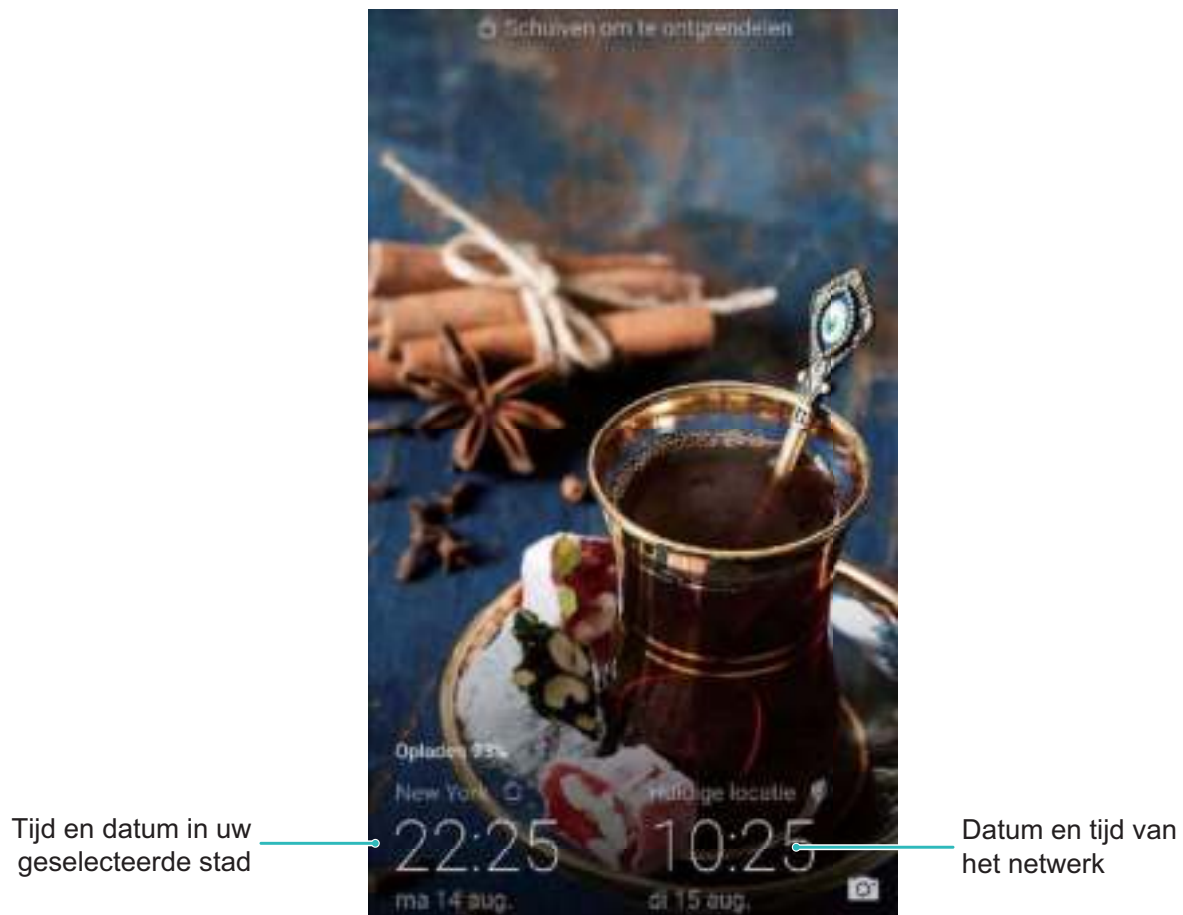 Schuiven om te ontgrendelen
Opladen 93%
New York
Huidige locatie
22:25
10:25
ma 14 aug.
di 15 aug.
Tijd en datum in uw
geselecteerde stad
Datum en tijd van
het netwerk